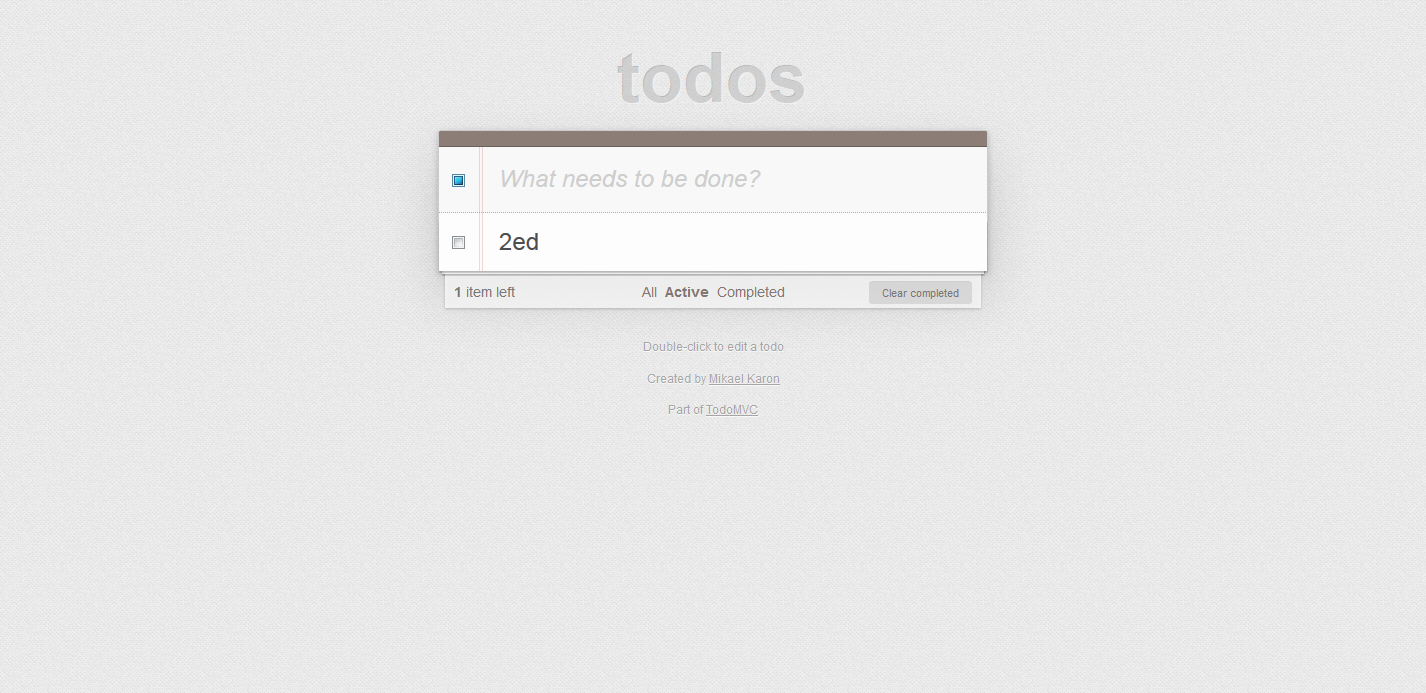 todos
What needs to be done?
2ed
1 item left All Active Completed Clear completed
Double-click to edit a todo
Created by Mikael Karon
Part of TodoMVC